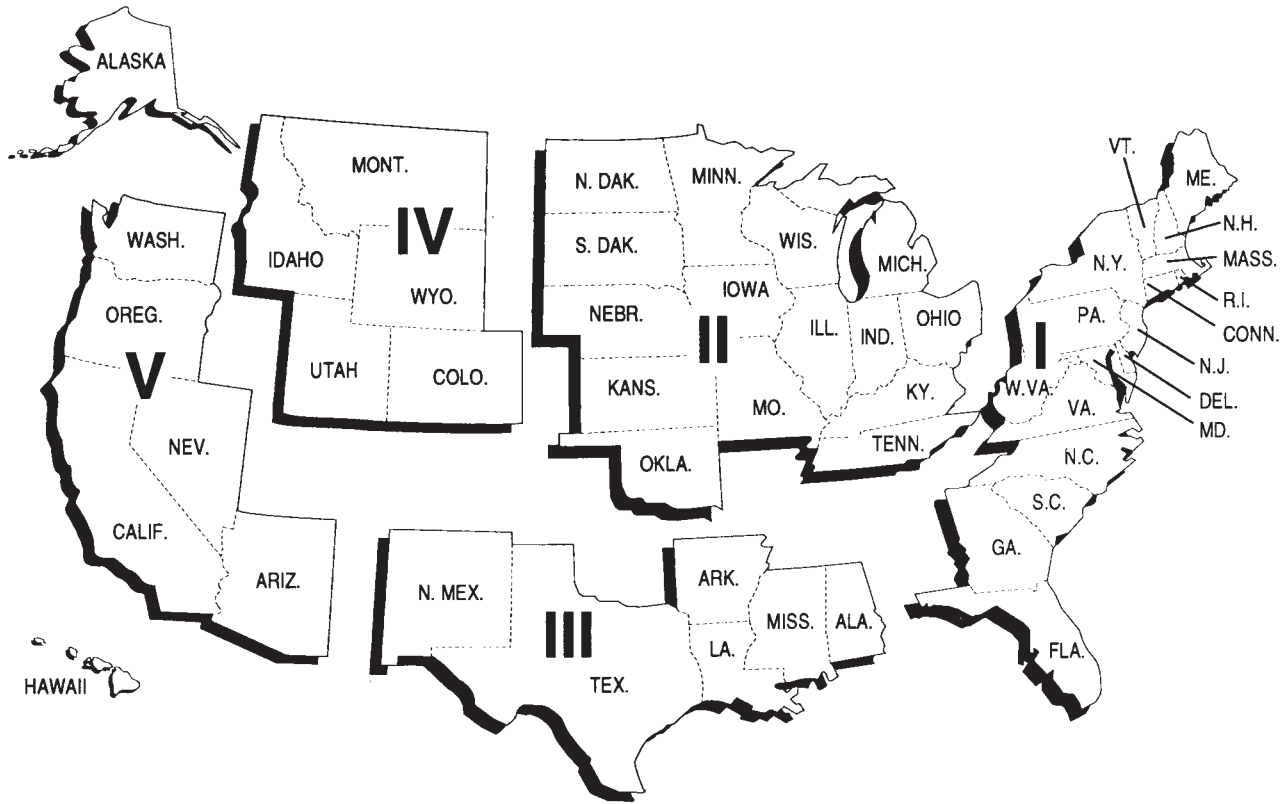 ALASKA
MONT.
IV
IDAHO
WYO.
UTAH
COLO.
WASH.
OREG.
V
NEV.
CALIF.
ARIZ.
HAWAII
N. DAK.
MINN.
S. DAK.
WIS.
MICH.
NEBR.
IOWA
II
ILL.
IND.
OHIO
KANS.
MO.
KY.
OKLA.
TENN.
N. MEX.
III
TEX.
ARK.
LA.
MISS.
ALA.
VT.
ME.
N.H.
N.Y.
MASS.
R.I.
PA.
CONN.
I
N.J.
W.VA.
DEL.
VA.
MD.
N.C.
S.C.
GA.
FLA.